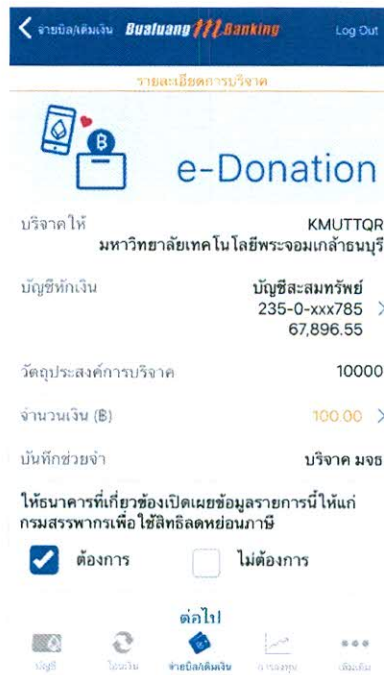 จ่ายบิล/เติมเงิน Bualuang mBanking Log Out
รายละเอียดการบริจาค
฿
e-Donation
บริจาคให้ KMUTTQR
มหาวิทยาลัยเทคโนโลยีพระจอมเกล้าธนบุรี
บัญชีหักเงิน บัญชีสะสมทรัพย์
235-0-xxx785
67,896.55
วัตถุประสงค์การบริจาค 10000
จำนวนเงิน (฿) 100.00
บันทึกช่วยจำ บริจาค มจธ
ให้ธนาคารที่เกี่ยวข้องเปิดเผยข้อมูลรายการนี้ให้แก่
กรมสรรพากรเพื่อใช้สิทธิลดหย่อนภาษี
ต้องการ ไม่ต้องการ
ต่อไป
บัญชี โอนเงิน จ่ายบิล/เติมเงิน การลงทุน เพิ่มเติม